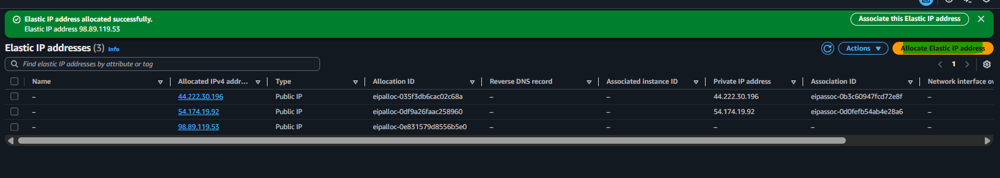 Elastic IP address allocated successfully.
Elastic IP address 98.89.119.53
Associate this Elastic IP address
Elastic IP addresses (3) Info
Actions
Allocate Elastic IP address
Find elastic IP addresses by attribute or tag
1
Name Allocated IPv4 addr... Type Allocation ID Reverse DNS record Associated instance ID Private IP address Association ID Network interface ow
– 44.222.30.196 Public IP eipalloc-035f3db6cac02c68a – – 44.222.30.196 eipassoc-0b3c60947fcd72e8f –
– 54.174.19.92 Public IP eipalloc-0df9a26faac258960 – – 54.174.19.92 eipassoc-0d0fefb54ab4e28a6 –
– 98.89.119.53 Public IP eipalloc-0e831579d8556b5e0 – – – – –